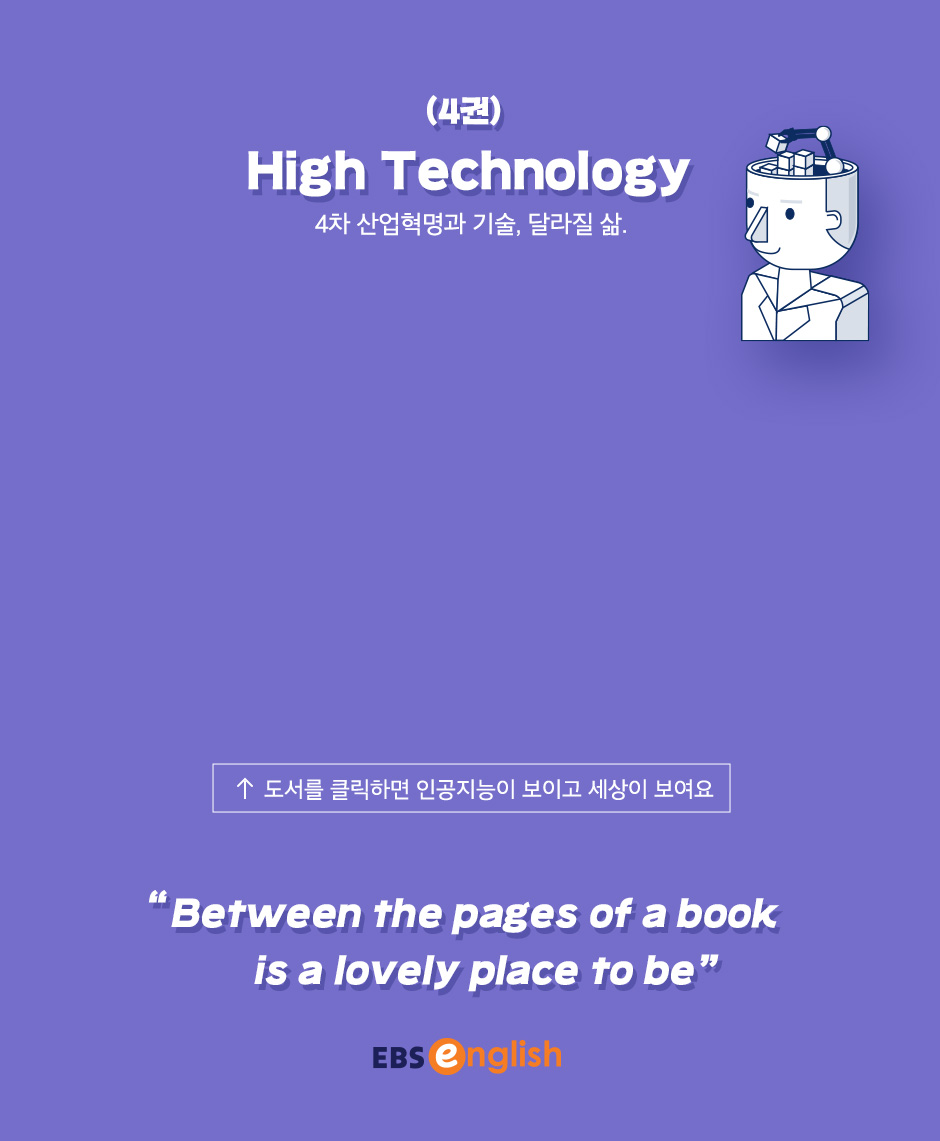 (4권)
High Technology
4차 산업혁명과 기술, 달라질 삶.
↑ 도서를 클릭하면 인공지능이 보이고 세상이 보여요
“Between the pages of a book
is a lovely place to be”
EBS English